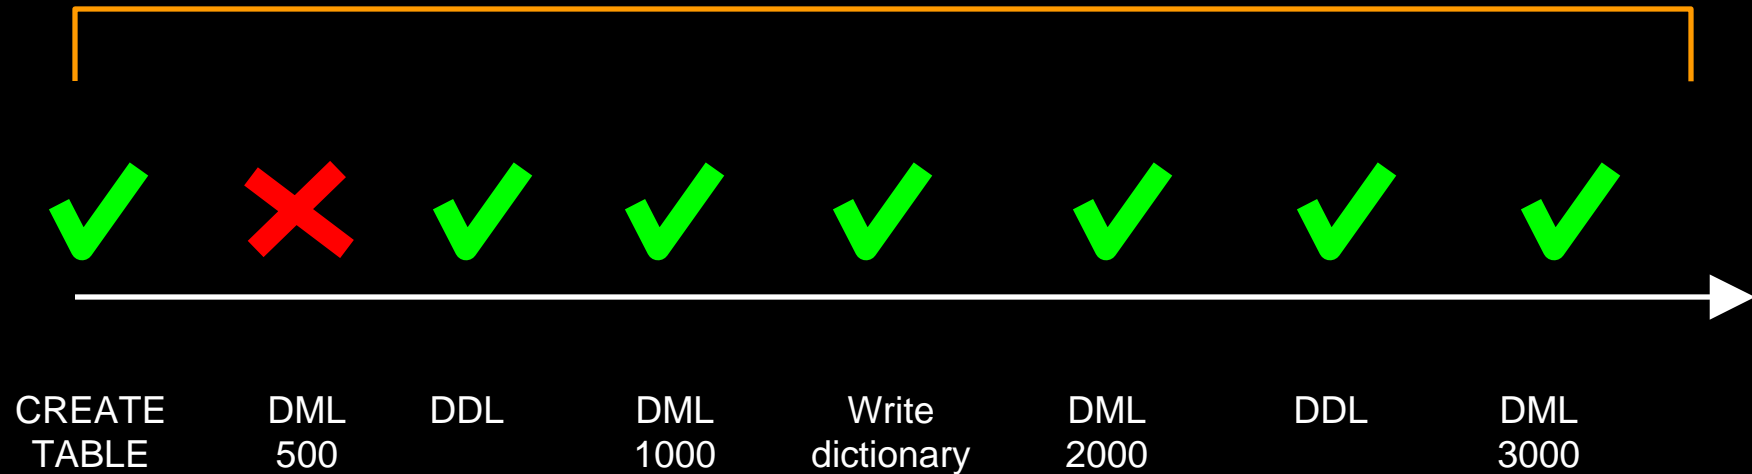 CREATE TABLE
DML 500
DDL
DML 1000
Write dictionary
DML 2000
DDL
DML 3000